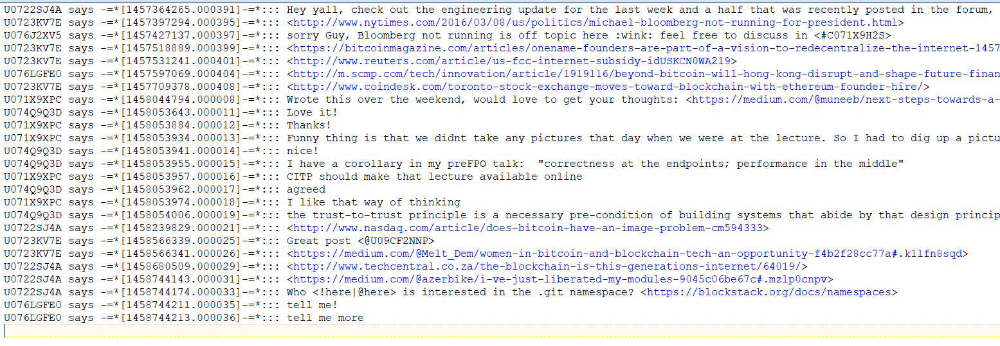 U0722SJ4A says -=*[1457364265.000391]-=*::: Hey yall, check out the engineering update for the last week and a half that was recently posted in the forum,
U0723KV7E says -=*[1457397294.000395]-=*::: <http://www.nytimes.com/2016/03/08/us/politics/michael-bloomberg-not-running-for-president.html>
U076J2XV5 says -=*[1457427137.000397]-=*::: sorry Guy, Bloomberg not running is off topic here :wink: feel free to discuss in <#C071X9H2S>
U0723KV7E says -=*[1457518889.000399]-=*::: <https://bitcoinmagazine.com/articles/onename-founders-are-part-of-a-vision-to-redecentralize-the-internet-1457
U0723KV7E says -=*[1457531241.000401]-=*::: <http://www.reuters.com/article/us-fcc-internet-subsidy-idUSKCN0WA219>
U076LGFE0 says -=*[1457597069.000404]-=*::: <http://m.scmp.com/tech/innovation/article/1919116/beyond-bitcoin-will-hong-kong-disrupt-and-shape-future-finan
U0723KV7E says -=*[1457709378.000408]-=*::: <http://www.coindesk.com/toronto-stock-exchange-moves-toward-blockchain-with-ethereum-founder-hire/>
U071X9XPC says -=*[1458044794.000008]-=*::: Wrote this over the weekend, would love to get your thoughts: <https://medium.com/@muneeb/next-steps-towards-a-
U074Q9Q3D says -=*[1458053643.000011]-=*::: Love it!
U071X9XPC says -=*[1458053884.000012]-=*::: Thanks!
U071X9XPC says -=*[1458053934.000013]-=*::: Funny thing is that we didnt take any pictures that day when we were at the lecture. So I had to dig up a pictu
U074Q9Q3D says -=*[1458053941.000014]-=*::: nice!
U074Q9Q3D says -=*[1458053955.000015]-=*::: I have a corollary in my preFPO talk:  "correctness at the endpoints; performance in the middle"
U071X9XPC says -=*[1458053957.000016]-=*::: CITP should make that lecture available online
U074Q9Q3D says -=*[1458053962.000017]-=*::: agreed
U071X9XPC says -=*[1458053974.000018]-=*::: I like that way of thinking
U074Q9Q3D says -=*[1458054006.000019]-=*::: the trust-to-trust principle is a necessary pre-condition of building systems that abide by that design princip
U0722SJ4A says -=*[1458239829.000021]-=*::: <http://www.nasdaq.com/article/does-bitcoin-have-an-image-problem-cm594333>
U0723KV7E says -=*[1458566339.000025]-=*::: Great post <@U09CF2NNP>
U0723KV7E says -=*[1458566341.000026]-=*::: <https://medium.com/@Melt_Dem/women-in-bitcoin-and-blockchain-tech-an-opportunity-f4b2f28cc77a#.k1lfn8sqd>
U0722SJ4A says -=*[1458680509.000029]-=*::: <http://www.techcentral.co.za/the-blockchain-is-this-generations-internet/64019/>
U0722SJ4A says -=*[1458744143.000031]-=*::: <https://medium.com/@azerbike/i-ve-just-liberated-my-modules-9045c06be67c#.mzlp0cnpv>
U0722SJ4A says -=*[1458744174.000033]-=*::: Who <!here|@here> is interested in the .git namespace? <https://blockstack.org/docs/namespaces>
U076LGFE0 says -=*[1458744211.000035]-=*::: tell me!
U076LGFE0 says -=*[1458744213.000036]-=*::: tell me more